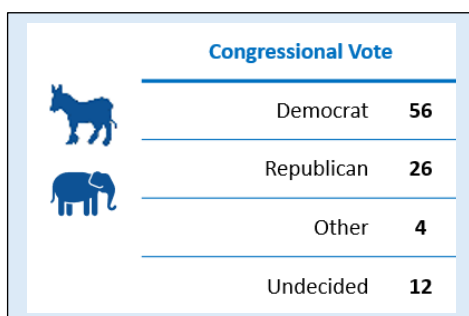 Congressional Vote
Democrat 56
Republican 26
Other 4
Undecided 12